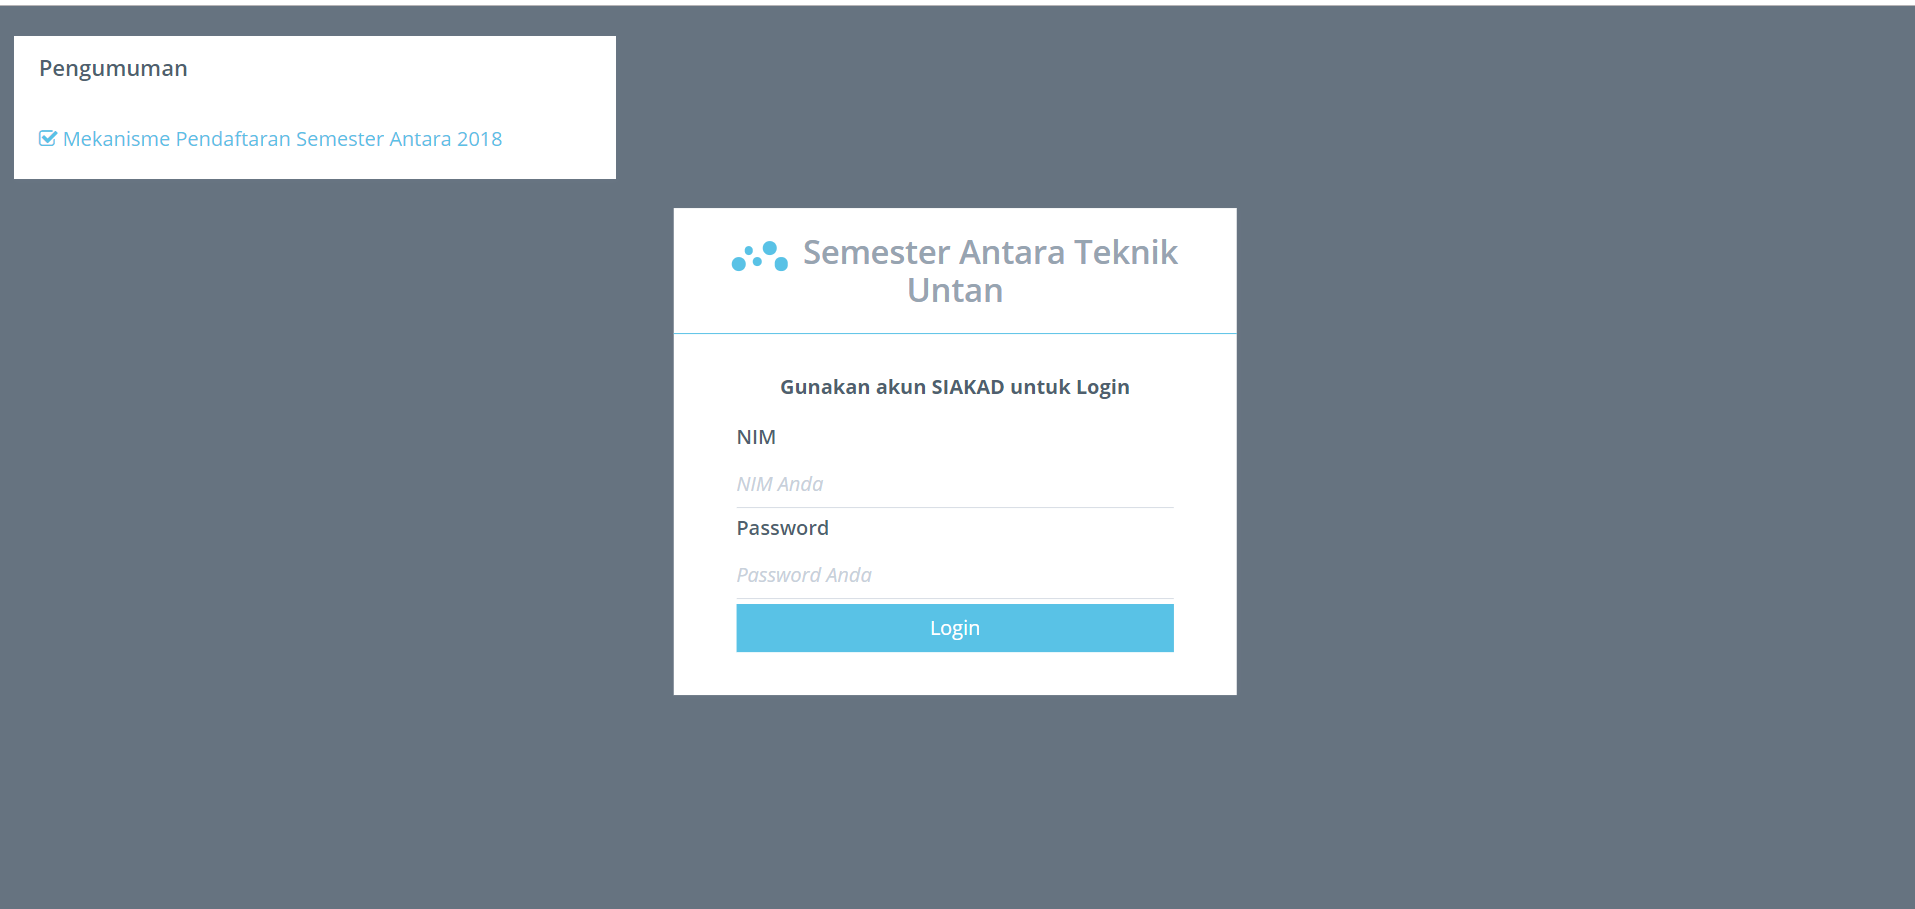 Pengumuman
Mekanisme Pendaftaran Semester Antara 2018
Semester Antara Teknik
Untan
Gunakan akun SIAKAD untuk Login
NIM
NIM Anda
Password
Password Anda
Login